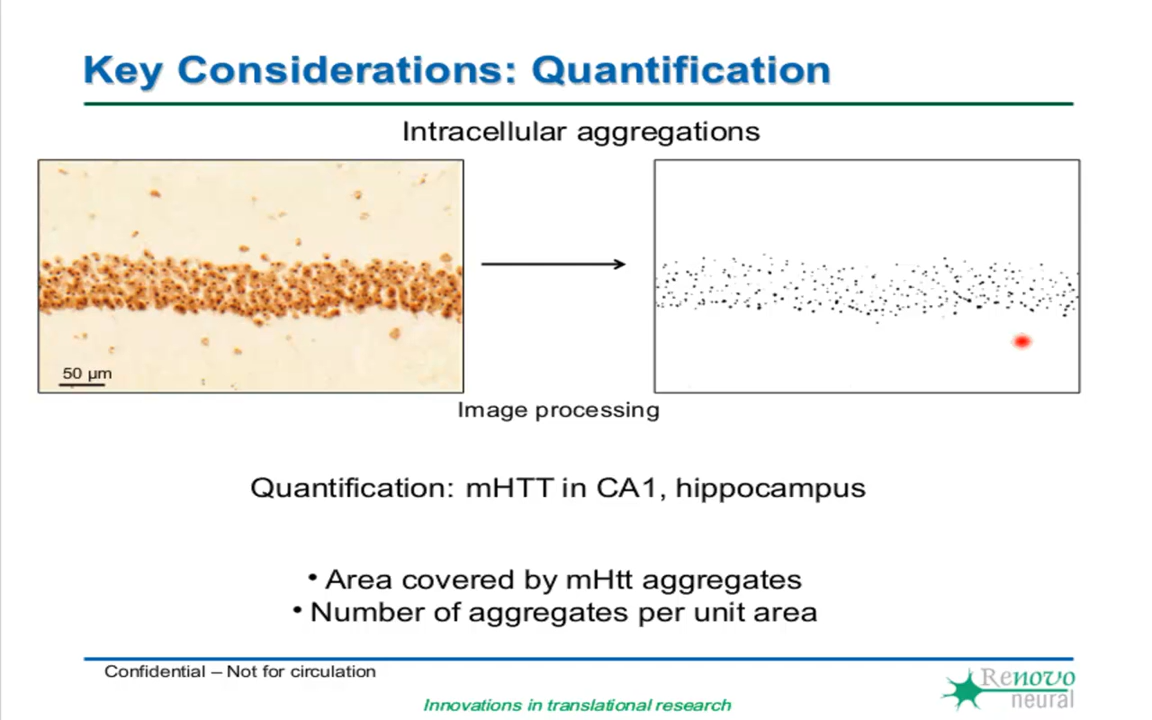 Key Considerations: Quantification
Intracellular aggregations
50 µm
Image processing
Quantification: mHTT in CA1, hippocampus
• Area covered by mHtt aggregates
• Number of aggregates per unit area
Confidential – Not for circulation
Innovations in translational research
Renovo
neural